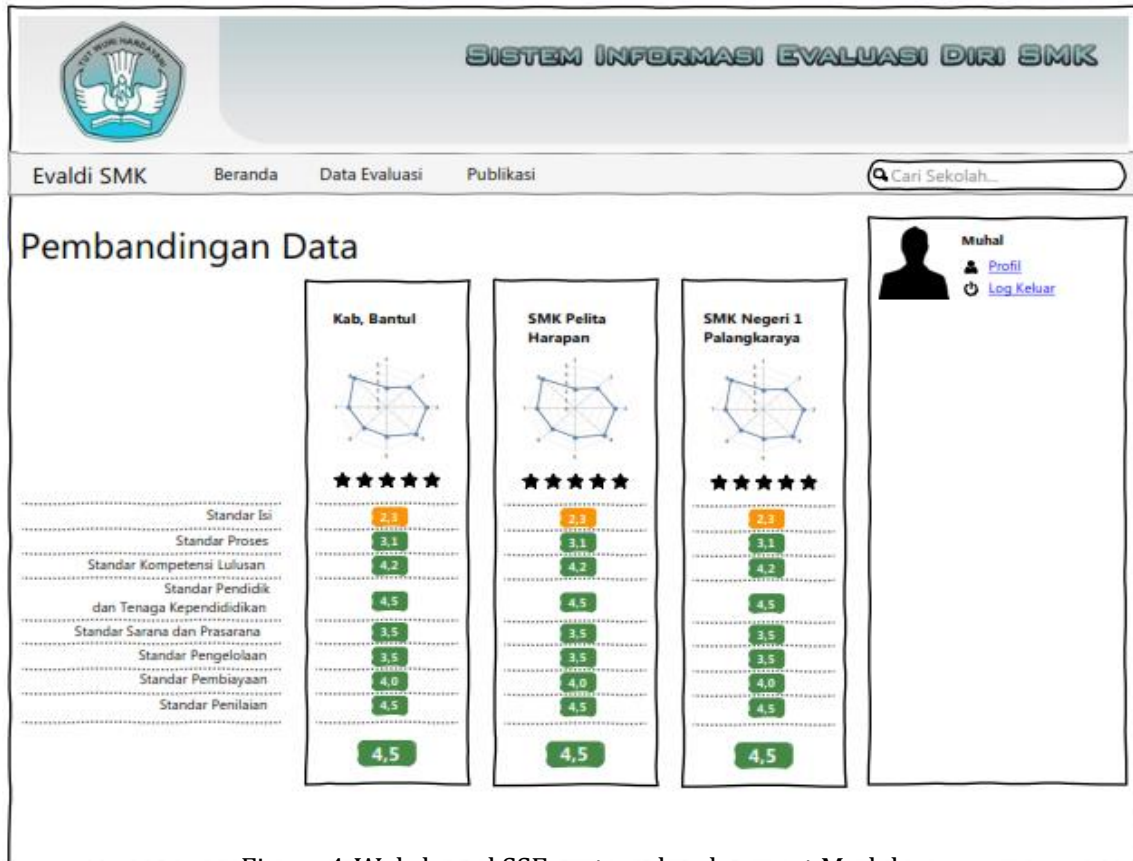 TUT WURI HANDAYANI
SISTEM INFORMASI EVALUASI DIRI SMK
Evaldi SMK Beranda Data Evaluasi Publikasi Cari Sekolah...
Pembandingan Data
Muhal
Profil
Log Keluar
Kab, Bantul
SMK Pelita
Harapan
SMK Negeri 1
Palangkaraya
Standar Isi 2,3 2,3 2,3
Standar Proses 3,1 3,1 3,1
Standar Kompetensi Lulusan 4,2 4,2 4,2
Standar Pendidik
dan Tenaga Kependididikan 4,5 4,5 4,5
Standar Sarana dan Prasarana 3,5 3,5 3,5
Standar Pengelolaan 3,5 3,5 3,5
Standar Pembiayaan 4,0 4,0 4,0
Standar Penilaian 4,5 4,5 4,5
4,5 4,5 4,5